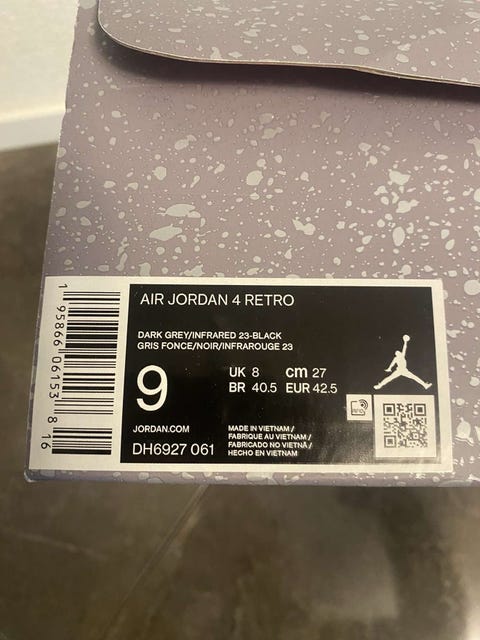 AIR JORDAN 4 RETRO
DARK GREY/INFRARED 23-BLACK
GRIS FONCE/NOIR/INFRAROUGE 23
9
UK 8 cm 27
BR 40.5 EUR 42.5
JORDAN.COM
DH6927 061
MADE IN VIETNAM /
FABRIQUE AU VIETNAM /
FABRICADO NO VIETNÃ /
HECHO EN VIETNAM
RFID
1 95866 06153 8 16